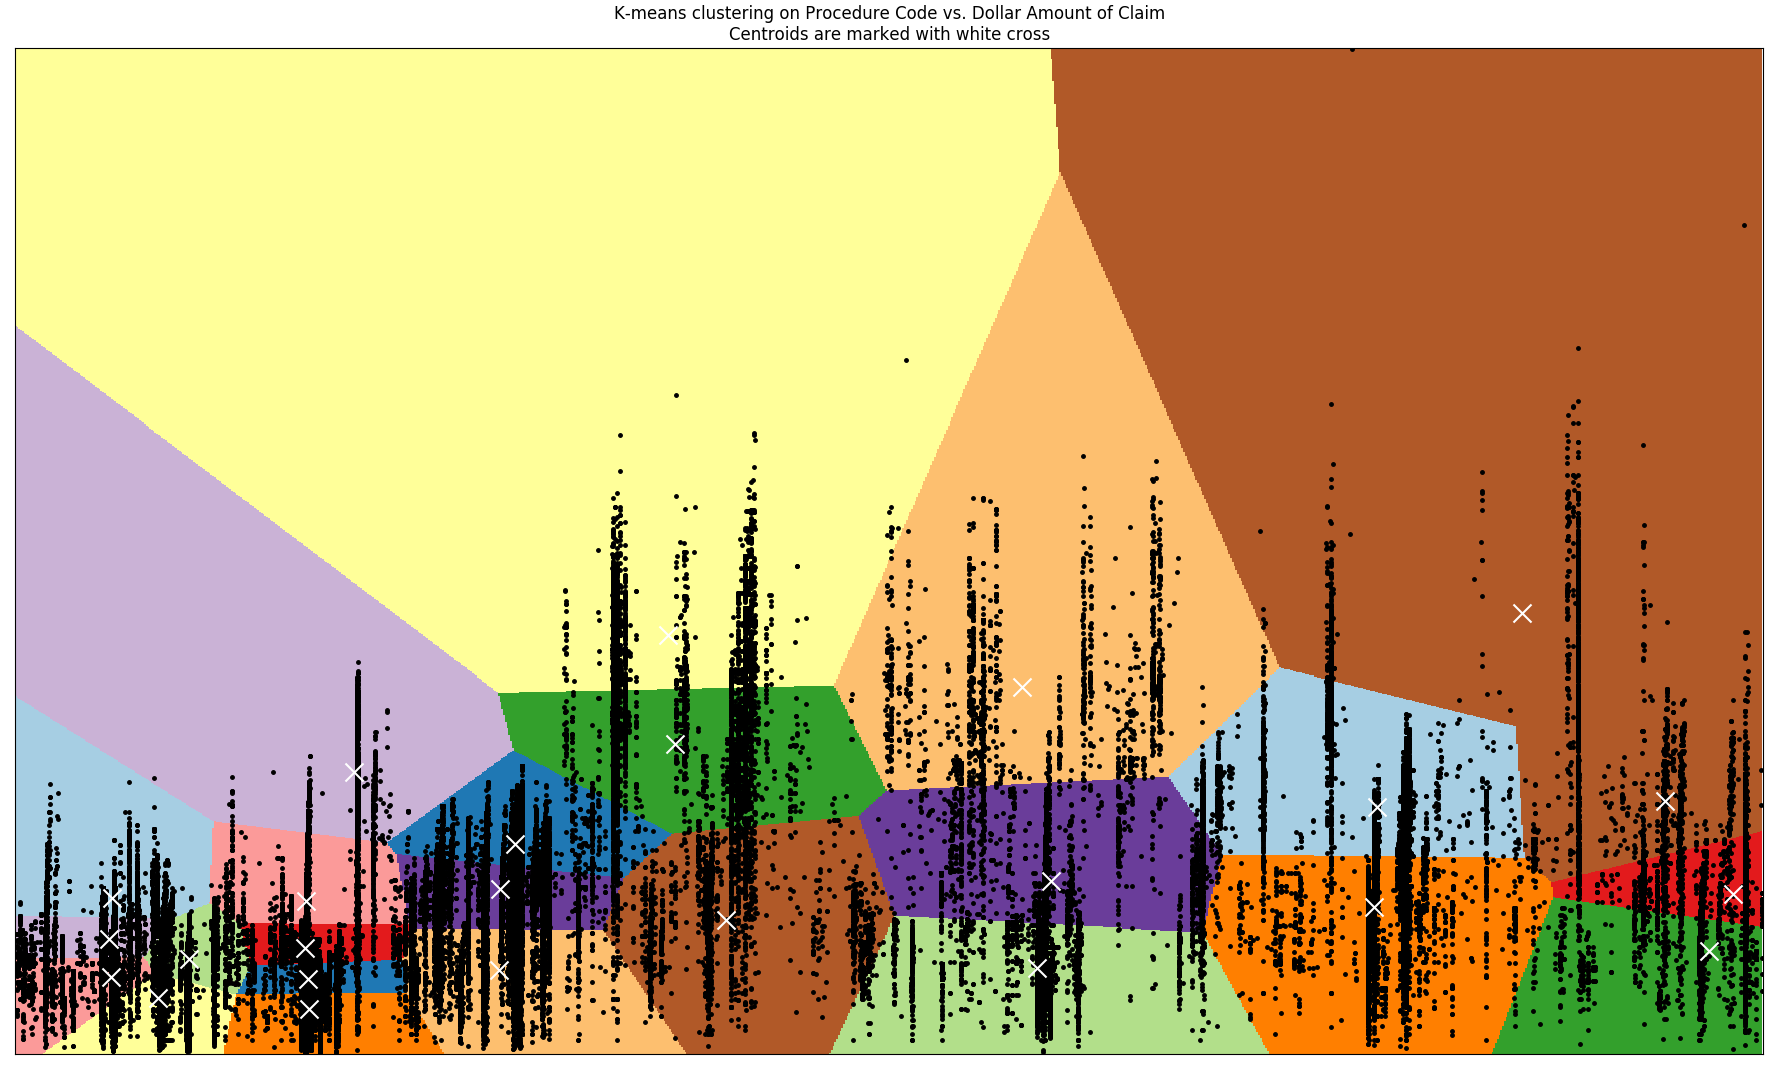 K-means clustering on Procedure Code vs. Dollar Amount of Claim
Centroids are marked with white cross